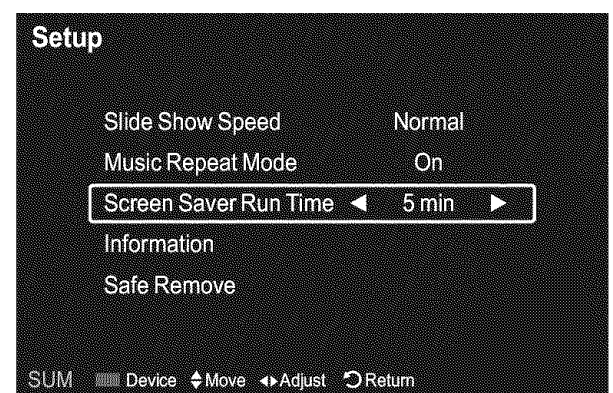 Setup
Slide Show Speed Normal
Music Repeat Mode On
Screen Saver Run Time ◀ 5 min ▶
Information
Safe Remove
SUM Device Move Adjust Return